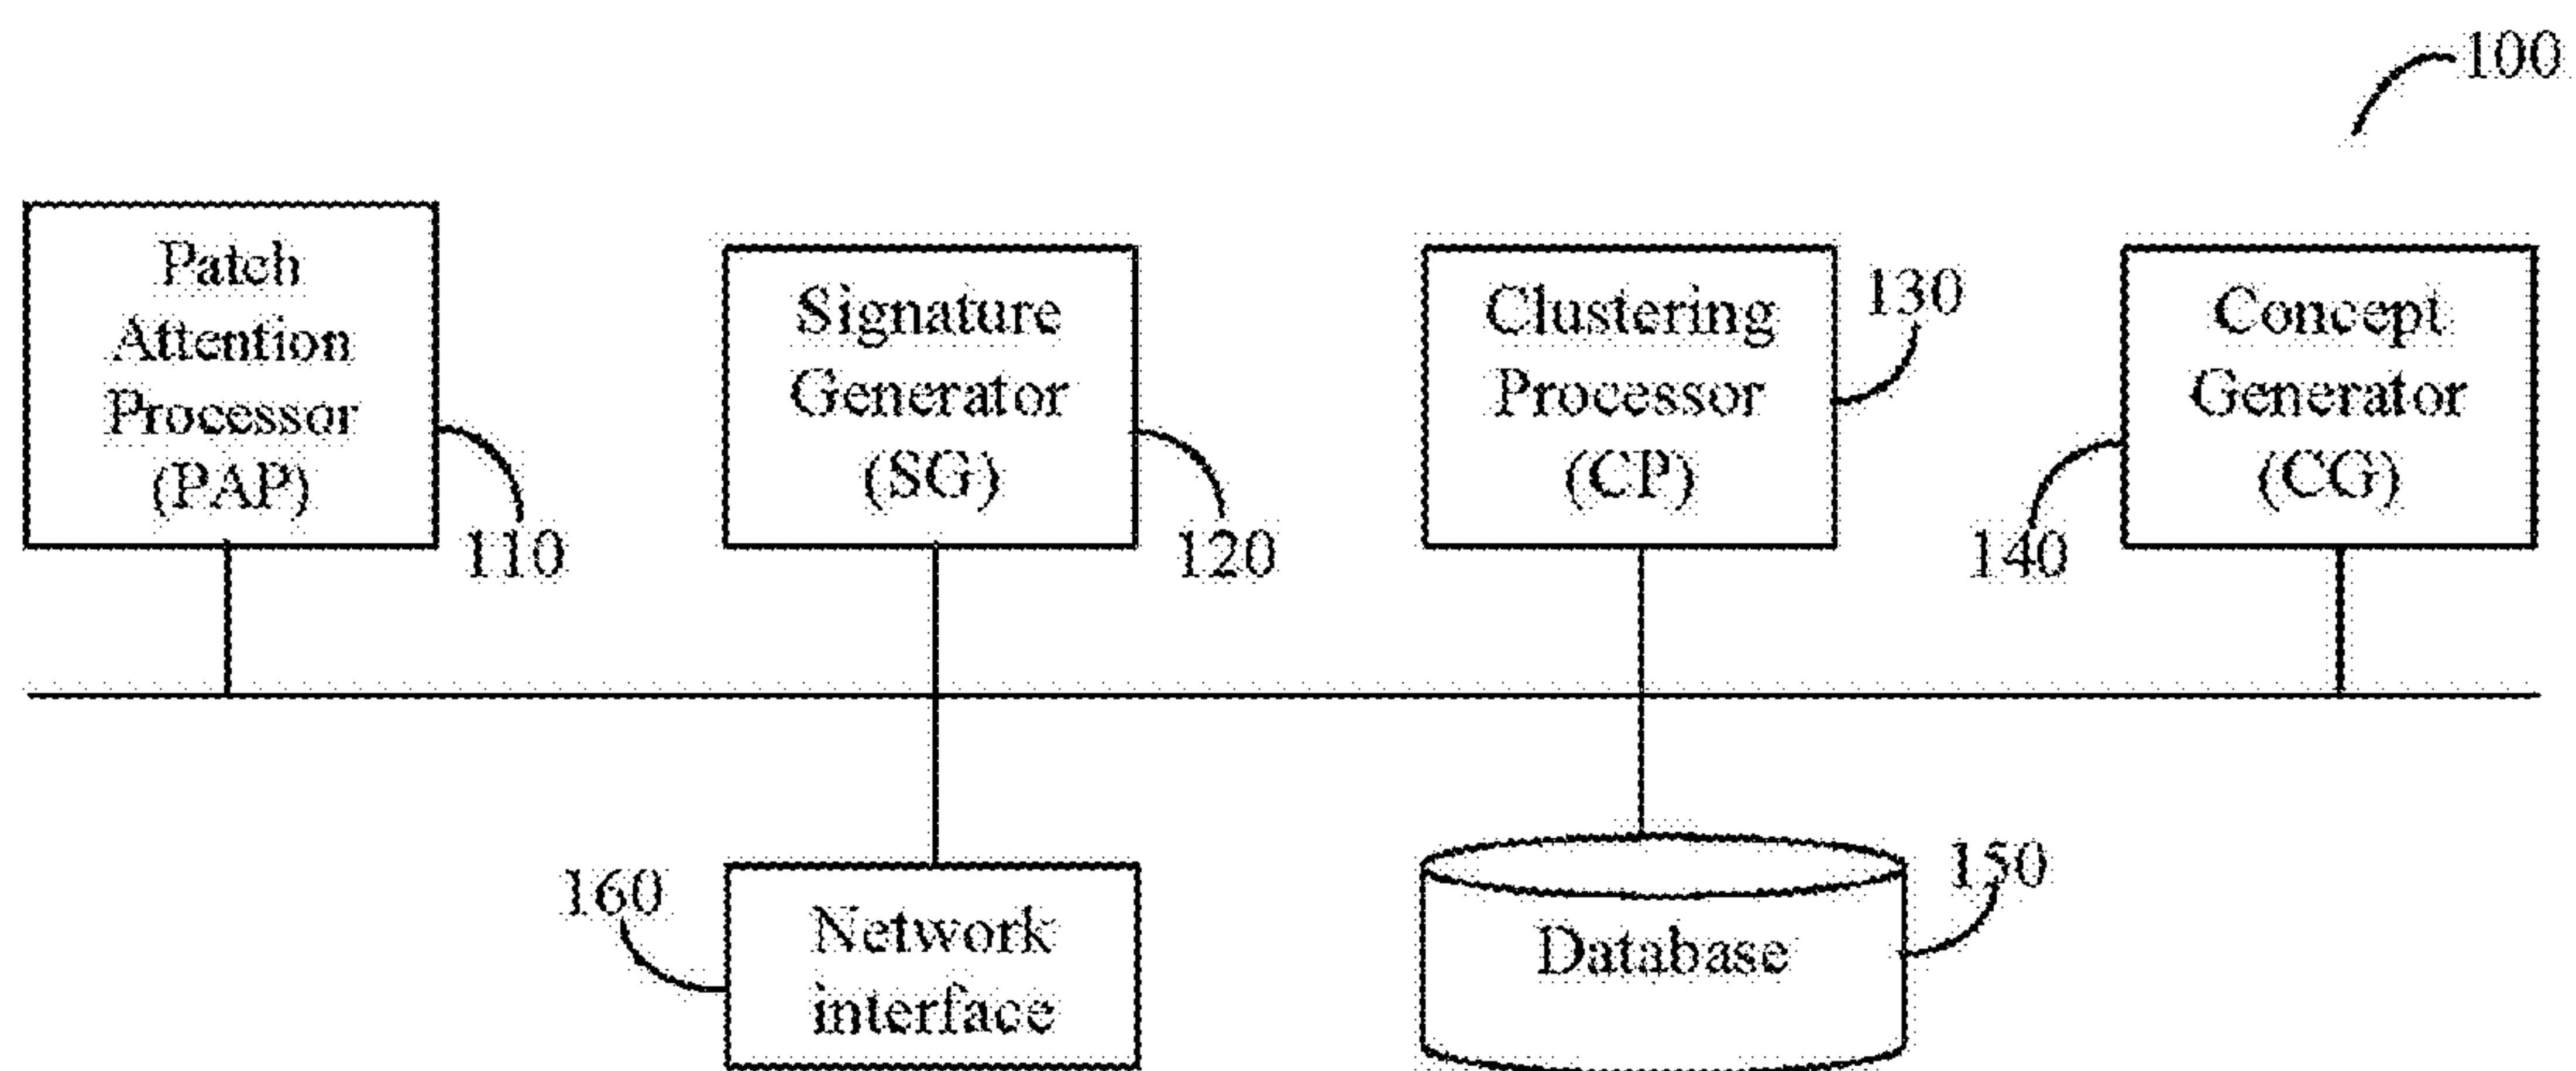 100
Patch
Attention
Processor
(PAP)
110
Signature
Generator
(SG)
120
Clustering
Processor
(CP)
130
Concept
Generator
(CG)
140
160
Network
interface
Database
150